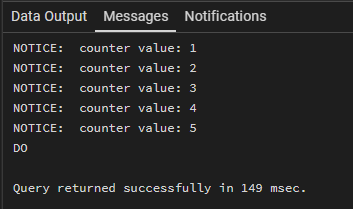 Data Output Messages Notifications
NOTICE:  counter value: 1
NOTICE:  counter value: 2
NOTICE:  counter value: 3
NOTICE:  counter value: 4
NOTICE:  counter value: 5
DO
Query returned successfully in 149 msec.